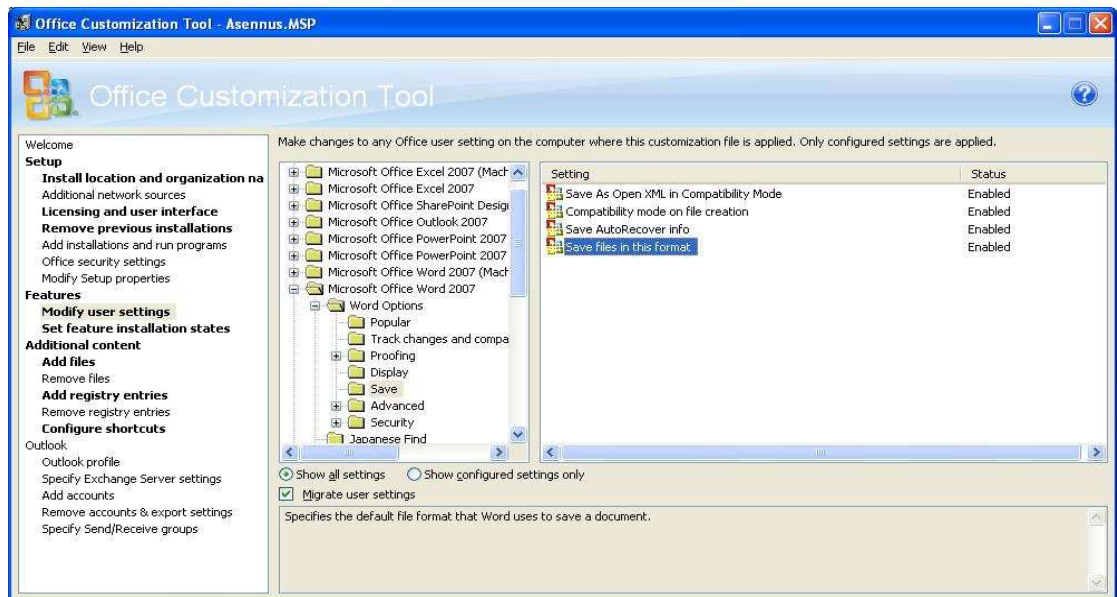 Office Customization Tool - Asennus.MSP
File Edit View Help
Office Customization Tool
Welcome
Setup
Install location and organization na
Additional network sources
Licensing and user interface
Remove previous installations
Add installations and run programs
Office security settings
Modify Setup properties
Features
Modify user settings
Set feature installation states
Additional content
Add files
Remove files
Add registry entries
Remove registry entries
Configure shortcuts
Outlook
Outlook profile
Specify Exchange Server settings
Add accounts
Remove accounts & export settings
Specify Send/Receive groups
Make changes to any Office user setting on the computer where this customization file is applied. Only configured settings are applied.
Microsoft Office Excel 2007 (Mach
Microsoft Office Excel 2007
Microsoft Office SharePoint Design
Microsoft Office Outlook 2007
Microsoft Office PowerPoint 2007
Microsoft Office PowerPoint 2007
Microsoft Office Word 2007 (Mach
Microsoft Office Word 2007
Word Options
Popular
Track changes and compa
Proofing
Display
Save
Advanced
Security
Japanese Find
Setting Status
Save As Open XML in Compatibility Mode Enabled
Compatibility mode on file creation Enabled
Save AutoRecover info Enabled
Save files in this format Enabled
Show all settings Show configured settings only
Migrate user settings
Specifies the default file format that Word uses to save a document.